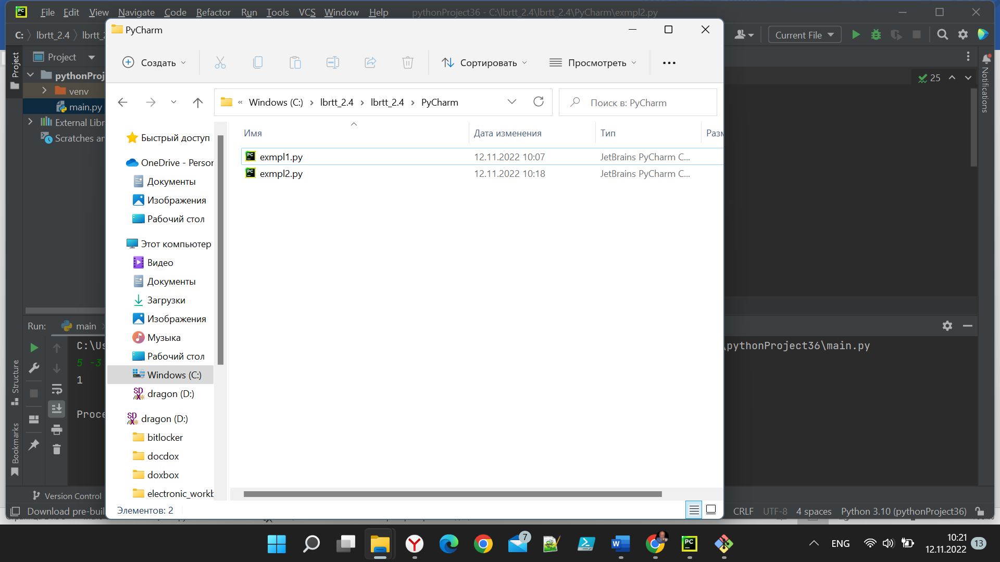 File Edit View Navigate Code Refactor Run Tools VCS Window Help pythonProject36 - C:\lbrtt_2.4\lbrtt_2.4\PyCharm\exmpl2.py
PyCharm
C: lbrtt_2.4
Current File
Создать
Сортировать
Просмотреть
Project
Project
25
Notifications
pythonProj
venv
main.py
External Libr
Scratches an
« Windows (C:) › lbrtt_2.4 › lbrtt_2.4 › PyCharm
Поиск в: PyCharm
Имя Дата изменения Тип Разм
exmpl1.py 12.11.2022 10:07 JetBrains PyCharm C...
exmpl2.py 12.11.2022 10:18 JetBrains PyCharm C...
Быстрый доступ
OneDrive - Person
Документы
Изображения
Рабочий стол
Этот компьютер
Видео
Документы
Загрузки
Изображения
Музыка
Рабочий стол
Windows (C:)
dragon (D:)
dragon (D:)
bitlocker
docdox
doxbox
electronic_workb
Элементов: 2
Run: main
C:\Us
\pythonProject36\main.py
5 -3
1
Proce
Structure
Bookmarks
Version Control
Download pre-buil
CRLF UTF-8 4 spaces Python 3.10 (pythonProject36)
7
ENG
10:21
12.11.2022
13